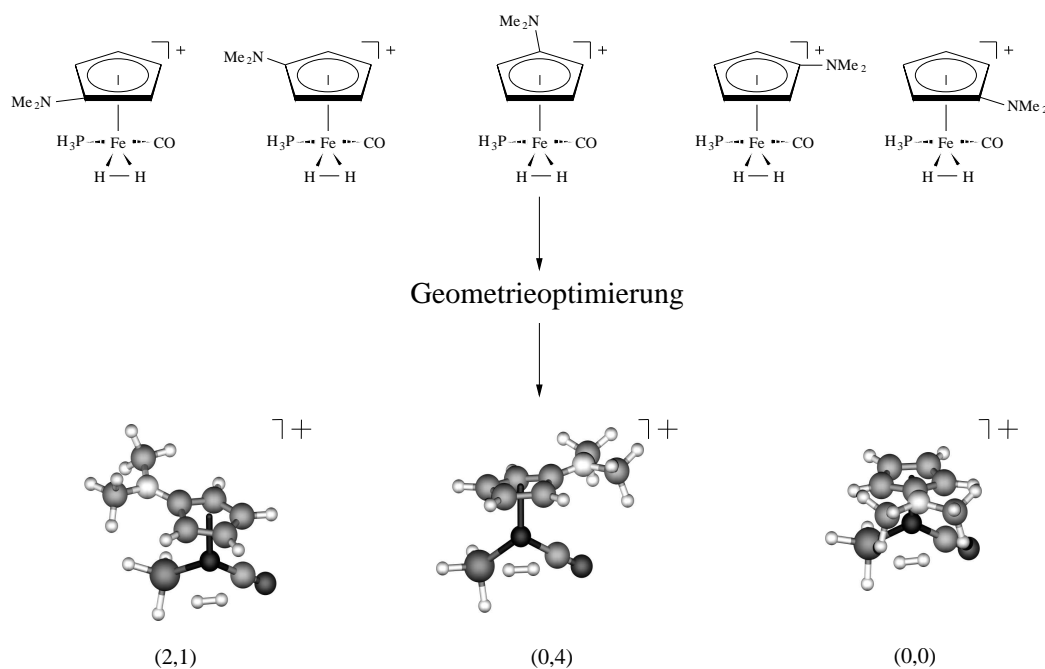 Me2N ⁠]+ Me2N ]+ Me2N ]+ ]+ NMe2 ]+ NMe2
H3P Fe CO H3P Fe CO H3P Fe CO H3P Fe CO H3P Fe CO
H H H H H H H H H H
Geometrieoptimierung
]+ ]+ ]+
(2,1) (0,4) (0,0)